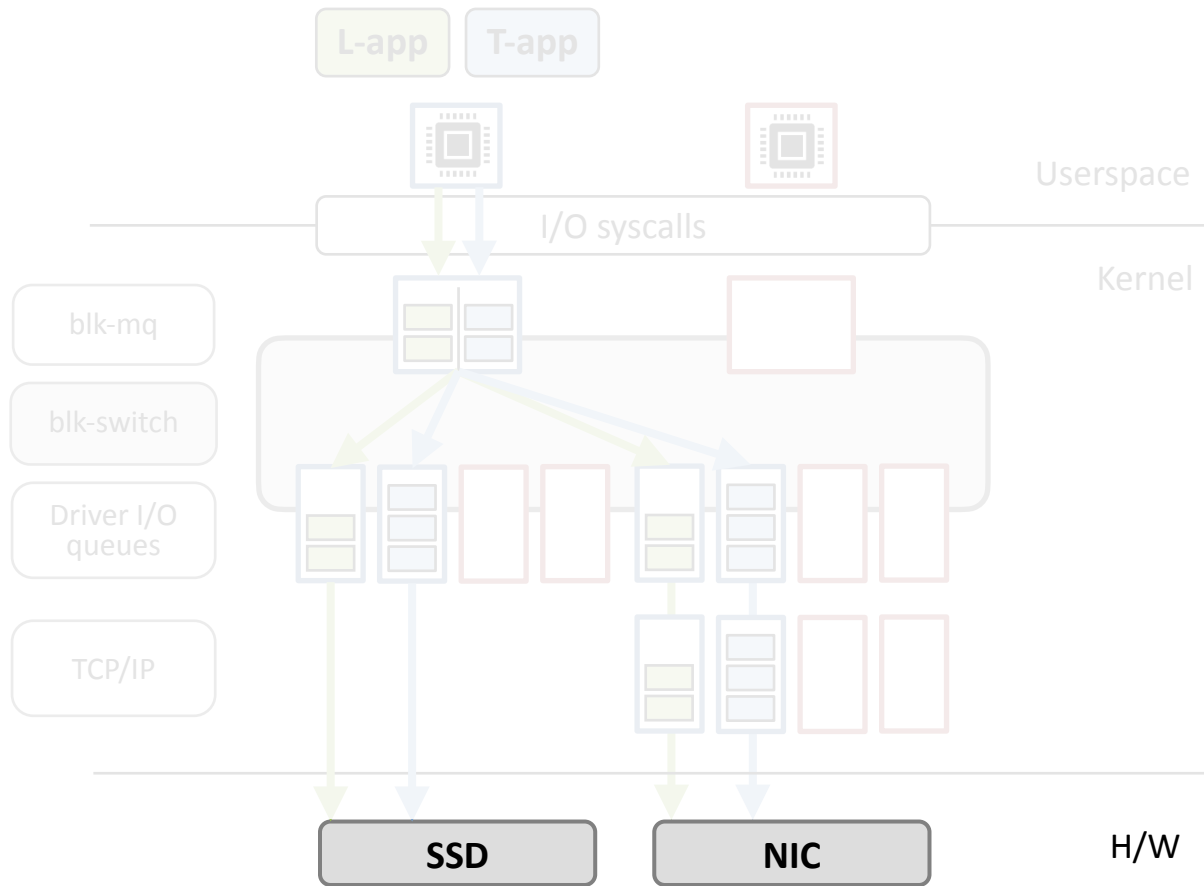 L-app
T-app
Userspace
I/O syscalls
Kernel
blk-mq
blk-switch
Driver I/O
queues
TCP/IP
SSD
NIC
H/W